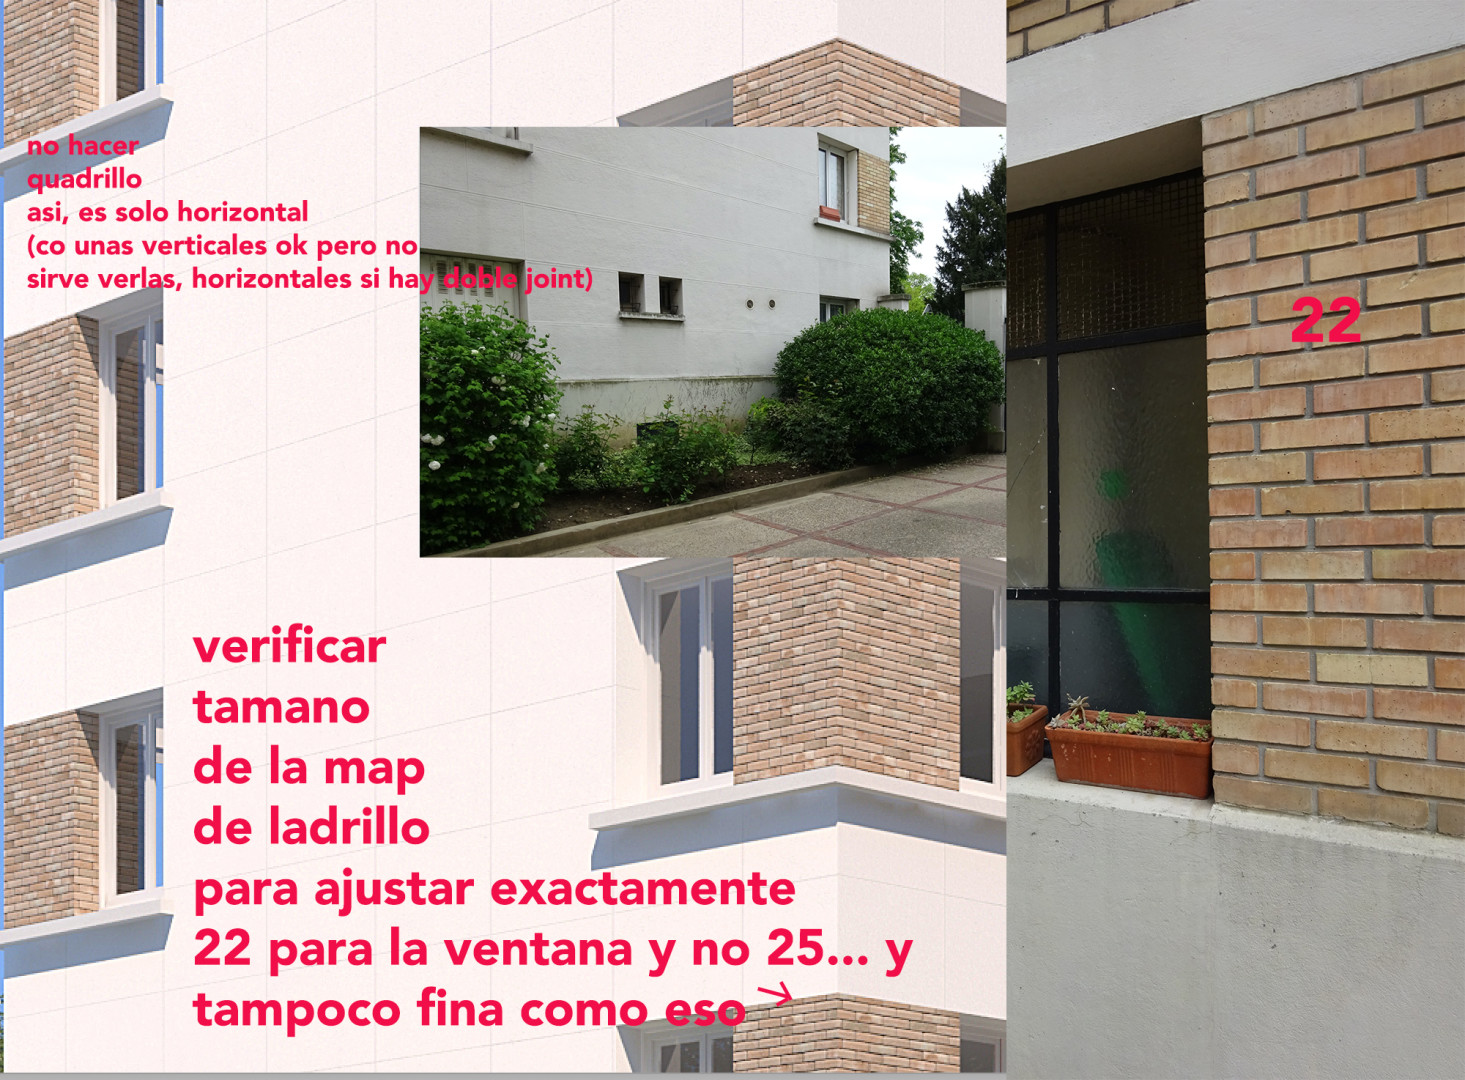 no hacer
quadrillo
asi, es solo horizontal
(co unas verticales ok pero no
sirve verlas, horizontales si hay doble joint)
22
verificar
tamano
de la map
de ladrillo
para ajustar exactamente
22 para la ventana y no 25... y
tampoco fina como eso